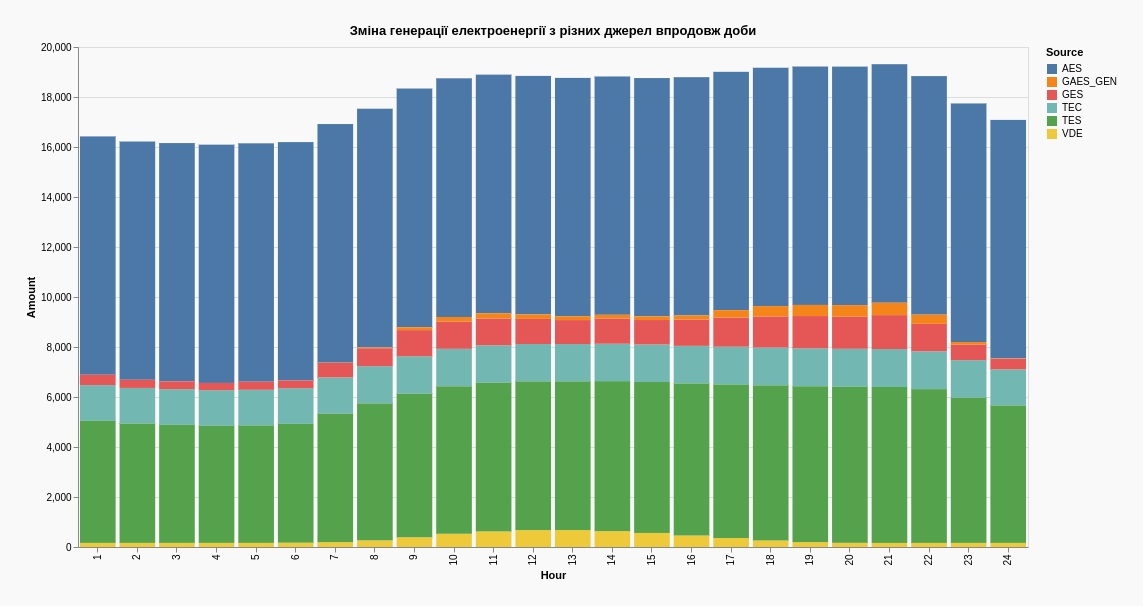 Зміна генерації електроенергії з різних джерел впродовж доби
Source
AES
GAES_GEN
GES
TEC
TES
VDE
Amount
20,000
18,000
16,000
14,000
12,000
10,000
8,000
6,000
4,000
2,000
0
1 2 3 4 5 6 7 8 9 10 11 12 13 14 15 16 17 18 19 20 21 22 23 24
Hour